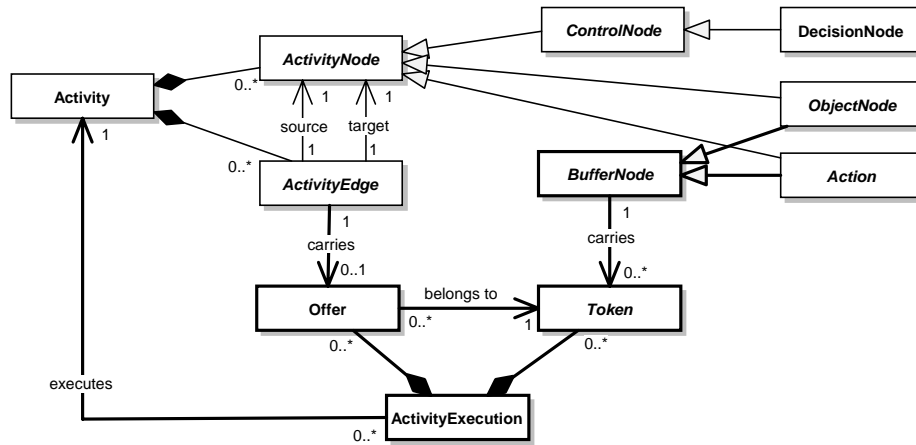 ControlNode
DecisionNode
ActivityNode
Activity
0..*
1
1
ObjectNode
1
source
target
0..*
1
1
BufferNode
Action
ActivityEdge
1
1
carries
carries
0..1
0..*
Offer
belongs to
Token
0..*
1
0..*
0..*
executes
ActivityExecution
0..*